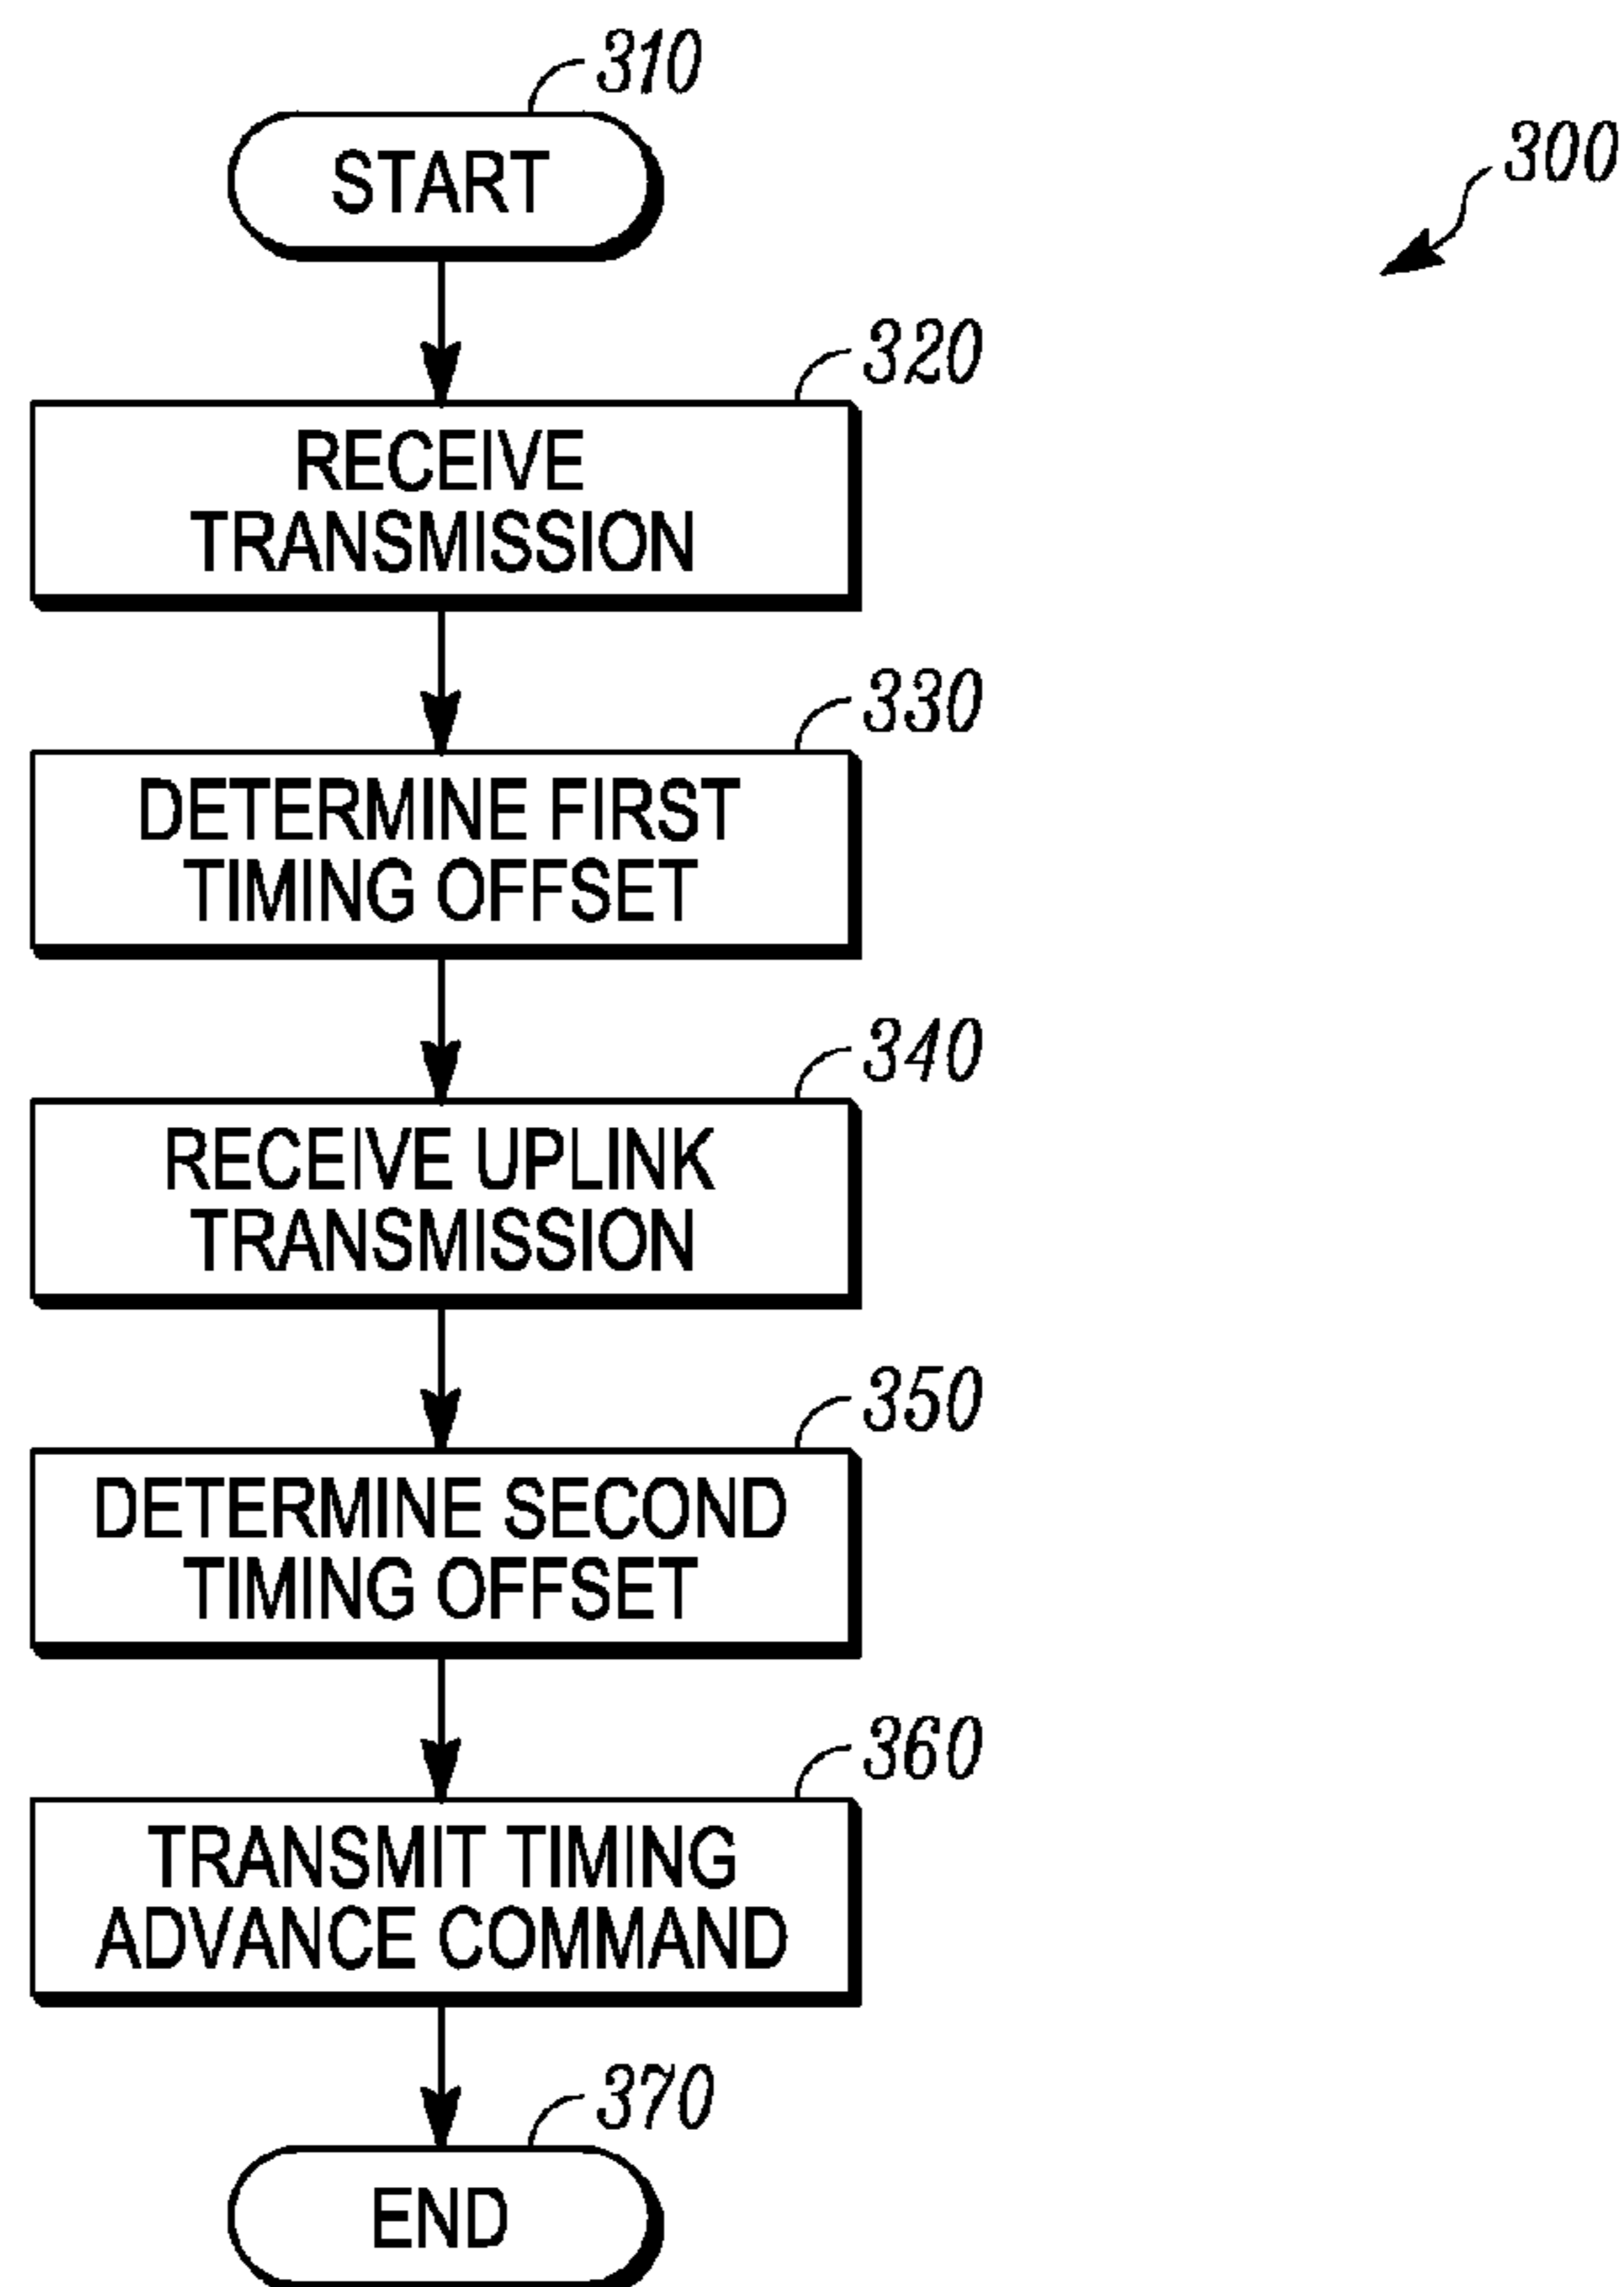 310
START
300
320
RECEIVE
TRANSMISSION
330
DETERMINE FIRST
TIMING OFFSET
340
RECEIVE UPLINK
TRANSMISSION
350
DETERMINE SECOND
TIMING OFFSET
360
TRANSMIT TIMING
ADVANCE COMMAND
370
END